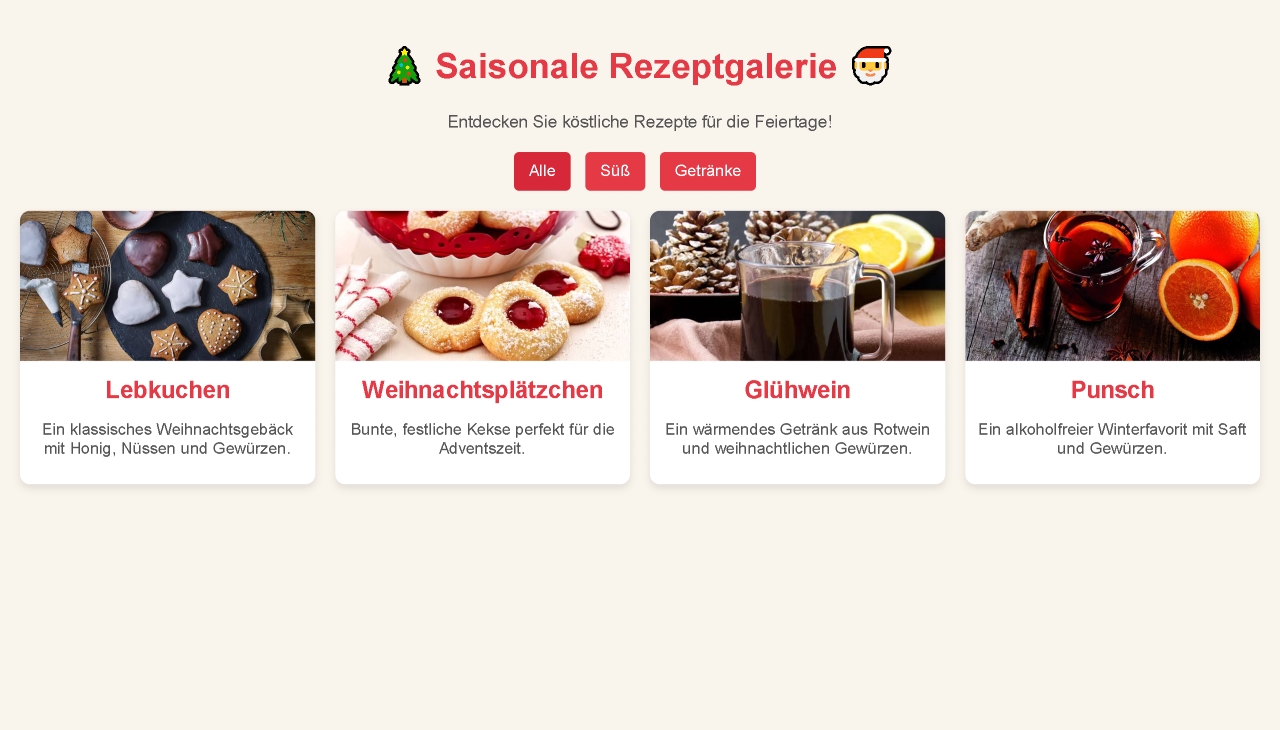 🎄 Saisonale Rezeptgalerie 🎅
Entdecken Sie köstliche Rezepte für die Feiertage!
Alle
Süß
Getränke
Lebkuchen
Ein klassisches Weihnachtsgebäck
mit Honig, Nüssen und Gewürzen.
Weihnachtsplätzchen
Bunte, festliche Kekse perfekt für die
Adventszeit.
Glühwein
Ein wärmendes Getränk aus Rotwein
und weihnachtlichen Gewürzen.
Punsch
Ein alkoholfreier Winterfavorit mit Saft
und Gewürzen.